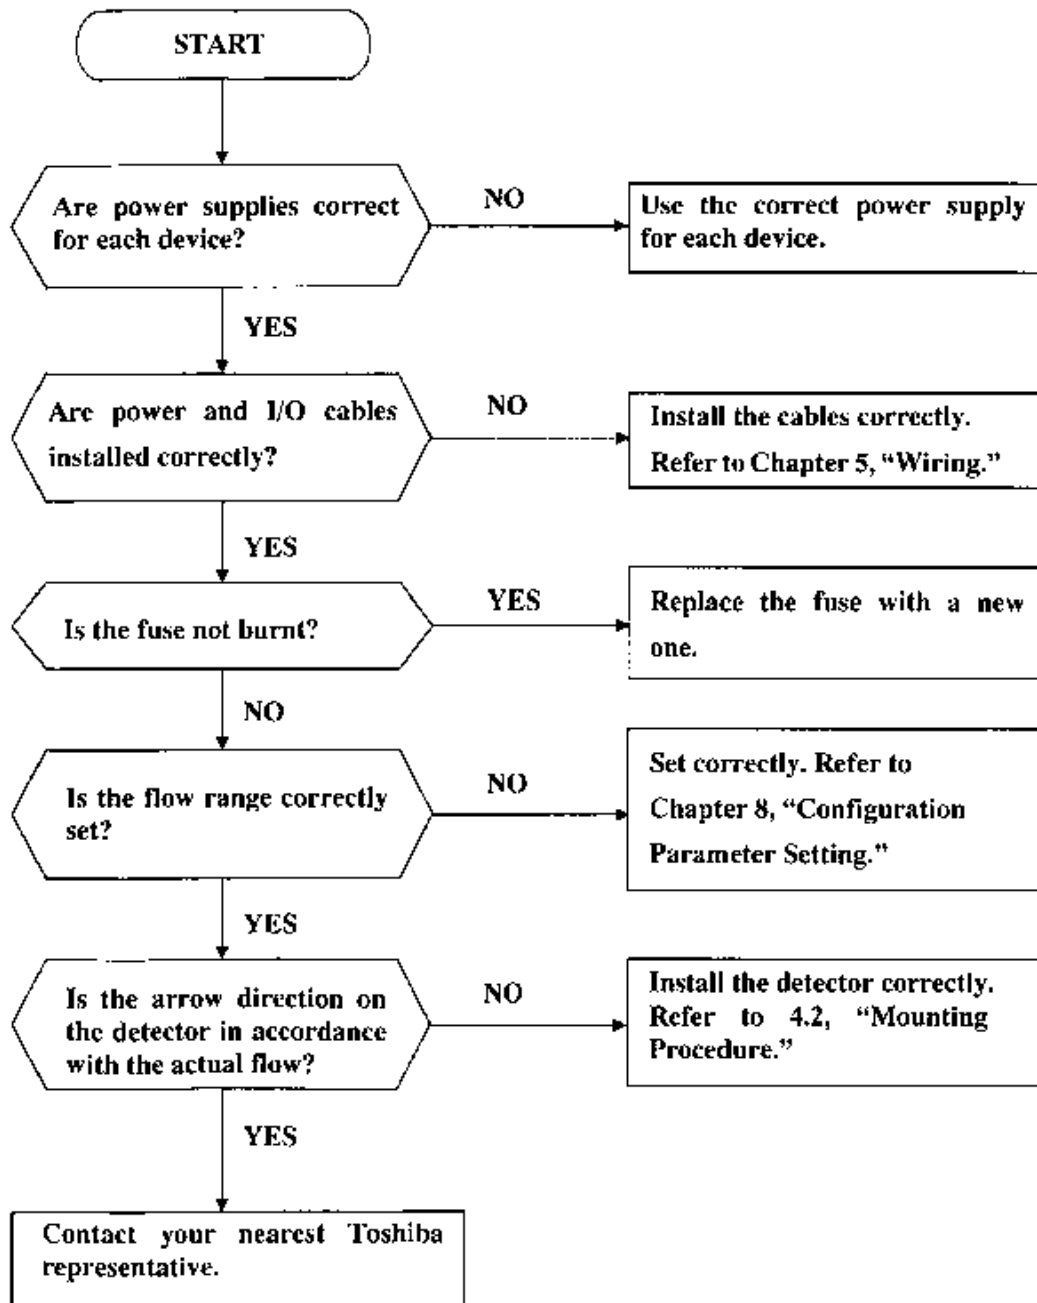 START
Are power supplies correct
for each device?
NO
Use the correct power supply
for each device.
YES
Are power and I/O cables
installed correctly?
NO
Install the cables correctly.
Refer to Chapter 5, “Wiring.”
YES
Is the fuse not burnt?
YES
Replace the fuse with a new
one.
NO
Is the flow range correctly
set?
NO
Set correctly. Refer to
Chapter 8, “Configuration
Parameter Setting.”
YES
Is the arrow direction on
the detector in accordance
with the actual flow?
NO
Install the detector correctly.
Refer to 4.2, “Mounting
Procedure.”
YES
Contact your nearest Toshiba
representative.